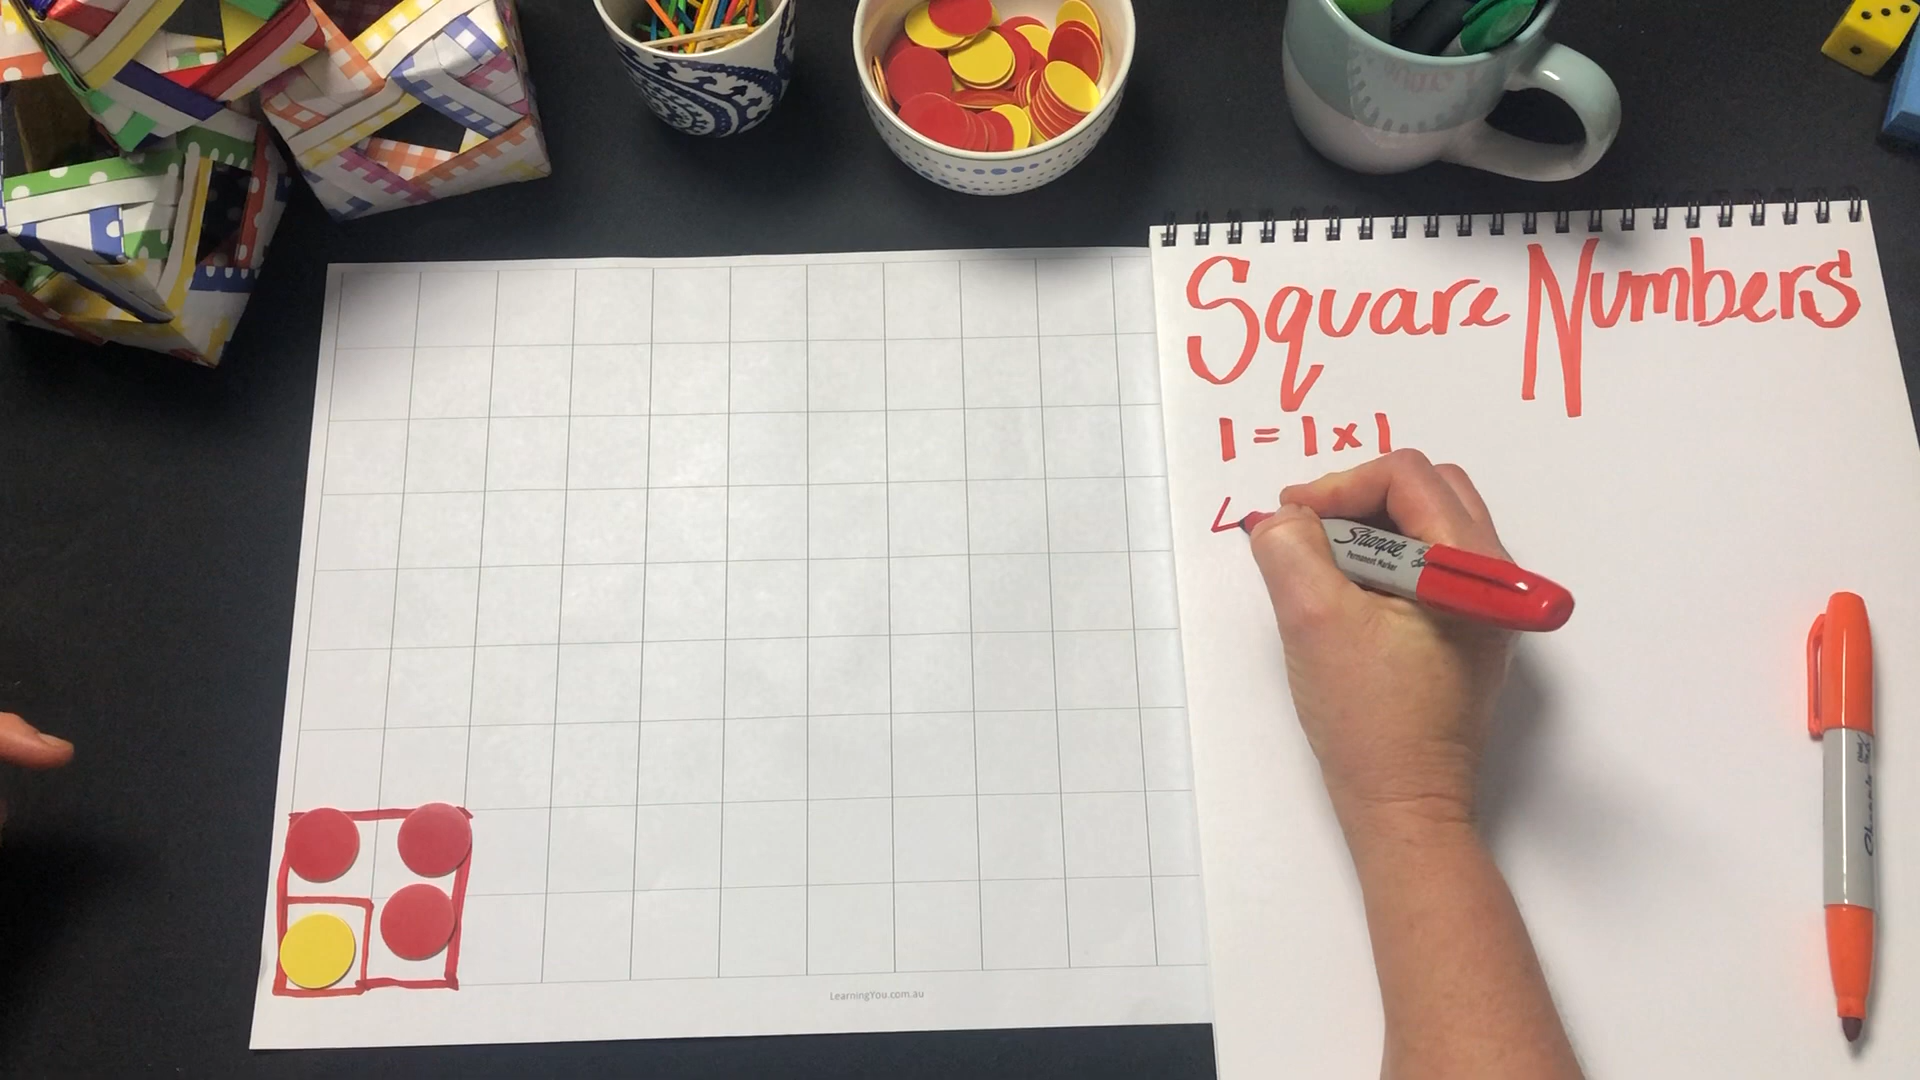 Square Numbers
1 = 1 x 1
Sharpie
Permanent Marker
LearningYou.com.au